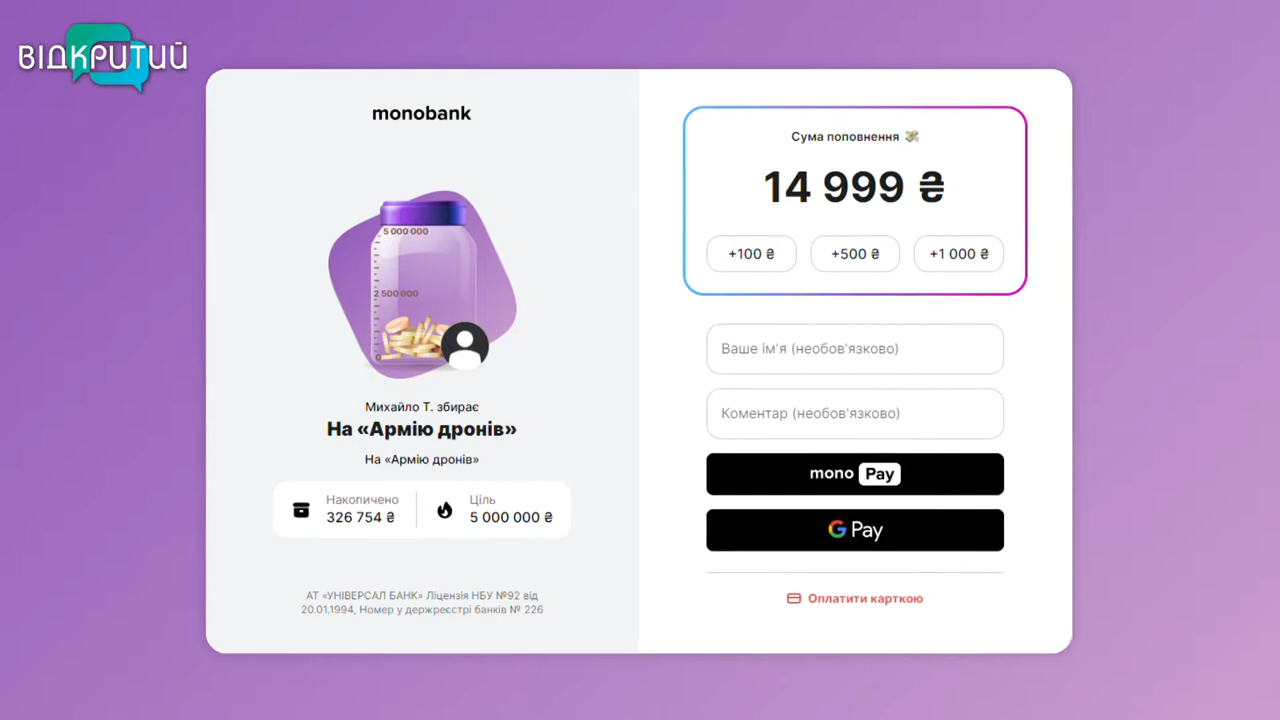 ВІДКРИТИЙ
monobank
5 000 000
2 500 000
0
Михайло Т. збирає
На «Армію дронів»
На «Армію дронів»
Накопичено
326 754 ₴
Ціль
5 000 000 ₴
АТ «УНІВЕРСАЛ БАНК» Ліцензія НБУ №92 від
20.01.1994, Номер у держреєстрі банків № 226
Сума поповнення 💸
14 999 ₴
+100 ₴ +500 ₴ +1 000 ₴
Ваше ім'я (необов'язково)
Коментар (необов'язково)
mono Pay
G Pay
Оплатити карткою